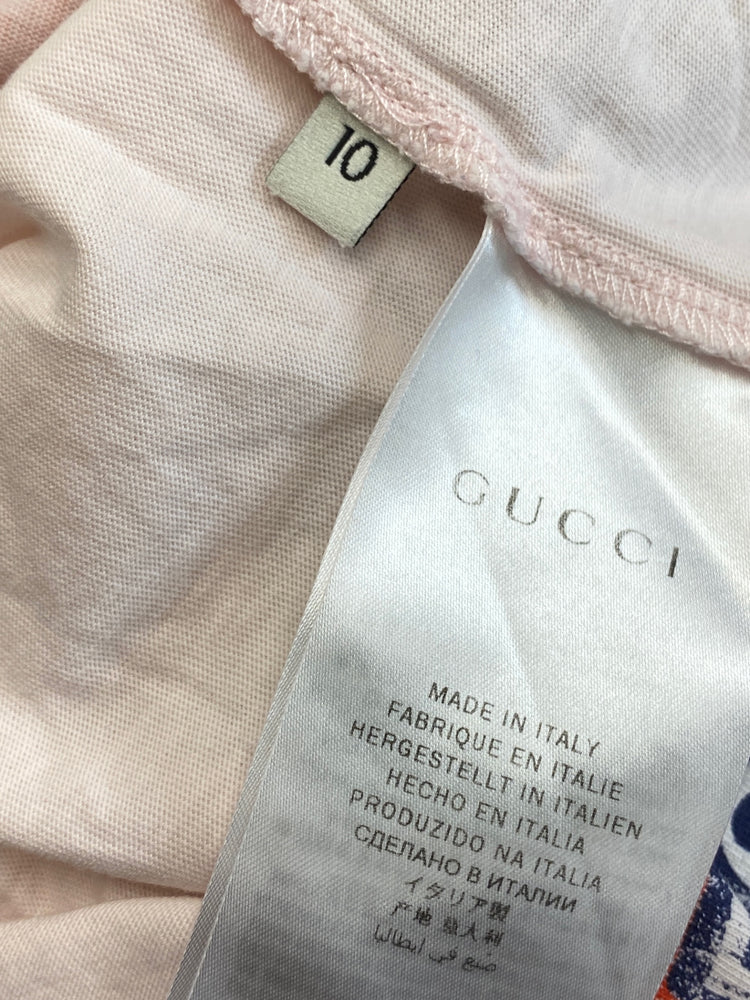 10
GUCCI
MADE IN ITALY
FABRIQUE EN ITALIE
HERGESTELLT IN ITALIEN
HECHO EN ITALIA
PRODUZIDO NA ITALIA
СДЕЛАНО В ИТАЛИИ
イタリア製
产地 意大利
صنع في ايطاليا